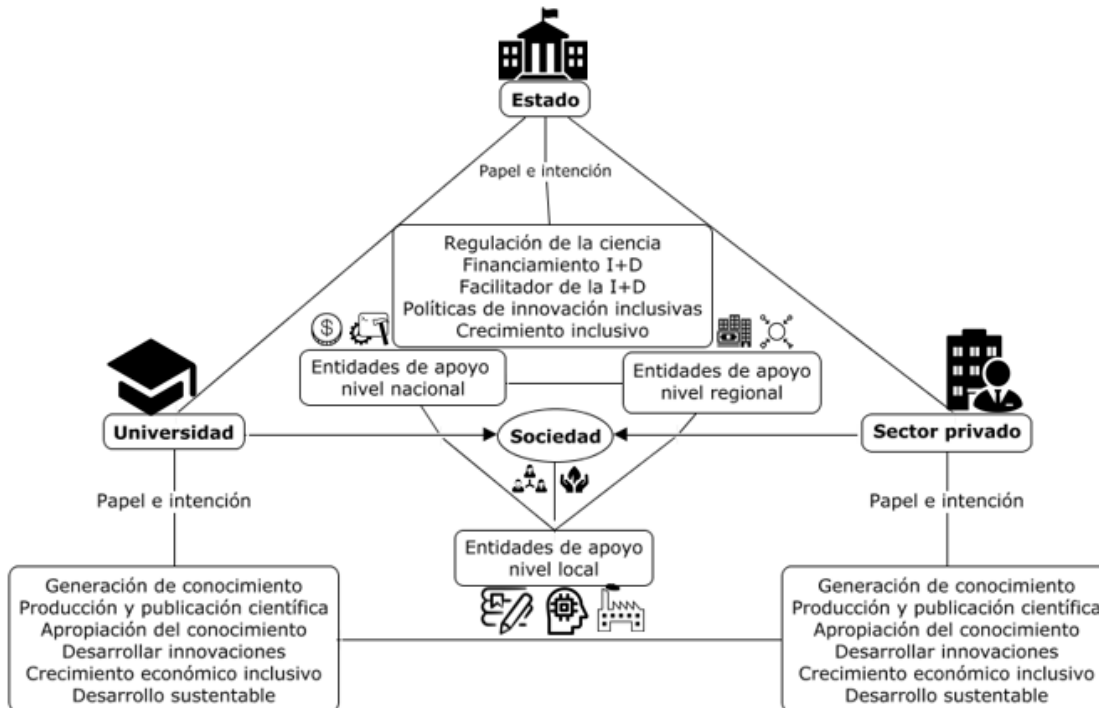 Estado
Papel e intención
Regulación de la ciencia
Financiamiento I+D
Facilitador de la I+D
Políticas de innovación inclusivas
Crecimiento inclusivo
Entidades de apoyo
nivel nacional
Entidades de apoyo
nivel regional
Universidad
Sociedad
Sector privado
Papel e intención
Papel e intención
Entidades de apoyo
nivel local
Generación de conocimiento
Producción y publicación científica
Apropiación del conocimiento
Desarrollar innovaciones
Crecimiento económico inclusivo
Desarrollo sustentable
Generación de conocimiento
Producción y publicación científica
Apropiación del conocimiento
Desarrollar innovaciones
Crecimiento económico inclusivo
Desarrollo sustentable